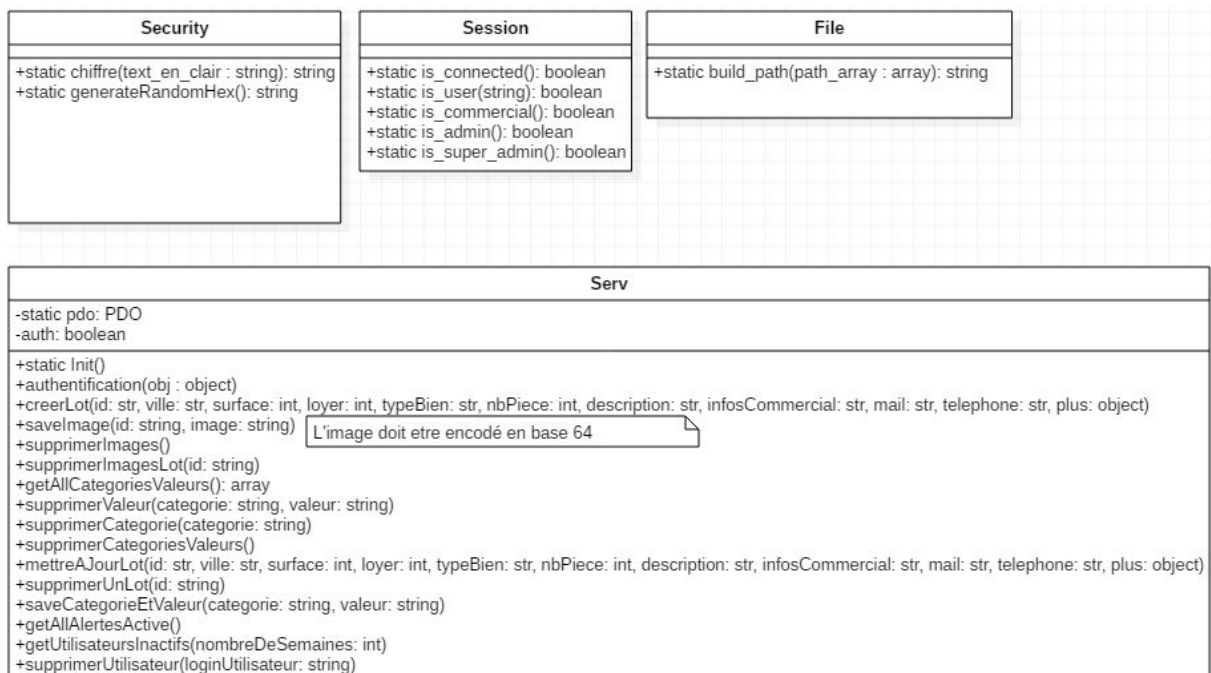 Security
+static chiffre(text_en_clair : string): string
+static generateRandomHex(): string
Session
+static is_connected(): boolean
+static is_user(string): boolean
+static is_commercial(): boolean
+static is_admin(): boolean
+static is_super_admin(): boolean
File
+static build_path(path_array : array): string
Serv
-static pdo: PDO
-auth: boolean
+static Init()
+authentification(obj : object)
+creerLot(id: str, ville: str, surface: int, loyer: int, typeBien: str, nbPiece: int, description: str, infosCommercial: str, mail: str, telephone: str, plus: object)
+saveImage(id: string, image: string)
L'image doit etre encodé en base 64
+supprimerImages()
+supprimerImagesLot(id: string)
+getAllCategoriesValeurs(): array
+supprimerValeur(categorie: string, valeur: string)
+supprimerCategorie(categorie: string)
+supprimerCategoriesValeurs()
+mettreAJourLot(id: str, ville: str, surface: int, loyer: int, typeBien: str, nbPiece: int, description: str, infosCommercial: str, mail: str, telephone: str, plus: object)
+supprimerUnLot(id: string)
+saveCategorieEtValeur(categorie: string, valeur: string)
+getAllAlertesActive()
+getUtilisateursInactifs(nombreDeSemaines: int)
+supprimerUtilisateur(loginUtilisateur: string)